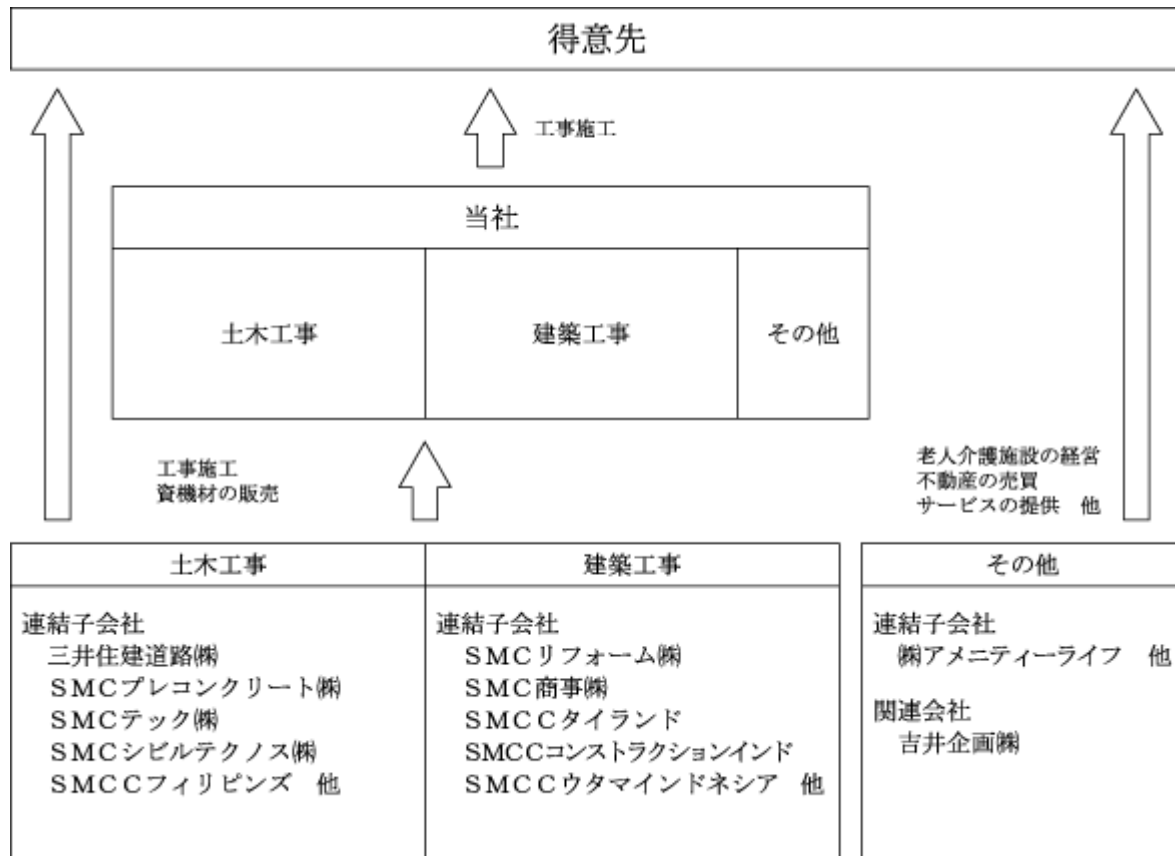 得意先
工事施工
当社
土木工事
建築工事
その他
工事施工
資機材の販売
老人介護施設の経営
不動産の売買
サービスの提供　他
土木工事
連結子会社
三井住建道路㈱
ＳＭＣプレコンクリート㈱
ＳＭＣテック㈱
ＳＭＣシビルテクノス㈱
ＳＭＣＣフィリピンズ　他
建築工事
連結子会社
ＳＭＣリフォーム㈱
ＳＭＣ商事㈱
ＳＭＣＣタイランド
SMCCコンストラクションインド
ＳＭＣＣウタマインドネシア　他
その他
連結子会社
㈱アメニティーライフ　他
関連会社
吉井企画㈱